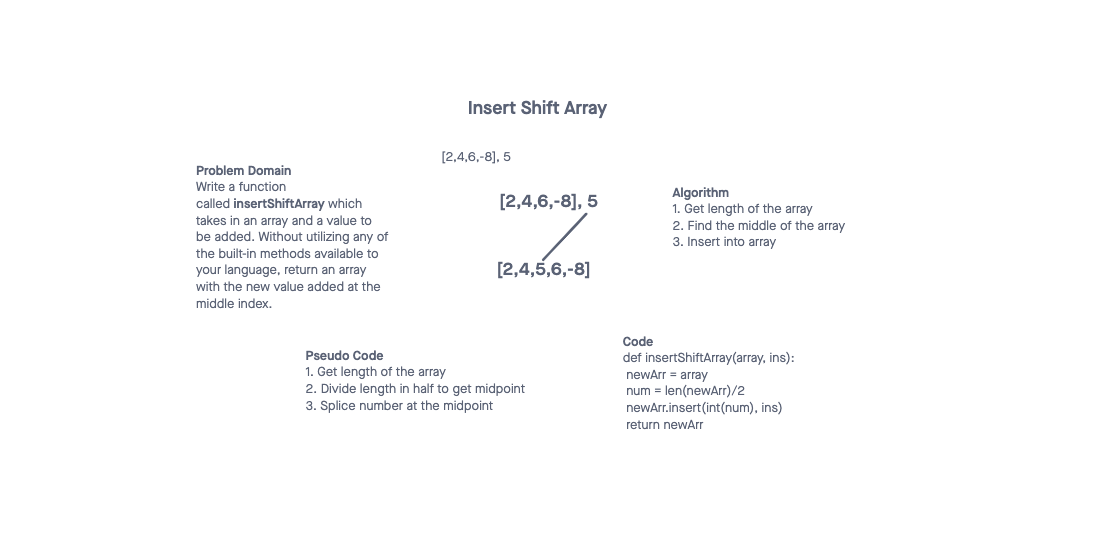 Insert Shift Array
[2,4,6,-8], 5
Problem Domain
Write a function
called insertShiftArray which
takes in an array and a value to
be added. Without utilizing any of
the built-in methods available to
your language, return an array
with the new value added at the
middle index.
[2,4,6,-8], 5
[2,4,5,6,-8]
Algorithm
1. Get length of the array
2. Find the middle of the array
3. Insert into array
Pseudo Code
1. Get length of the array
2. Divide length in half to get midpoint
3. Splice number at the midpoint
Code
def insertShiftArray(array, ins):
newArr = array
num = len(newArr)/2
newArr.insert(int(num), ins)
return newArr